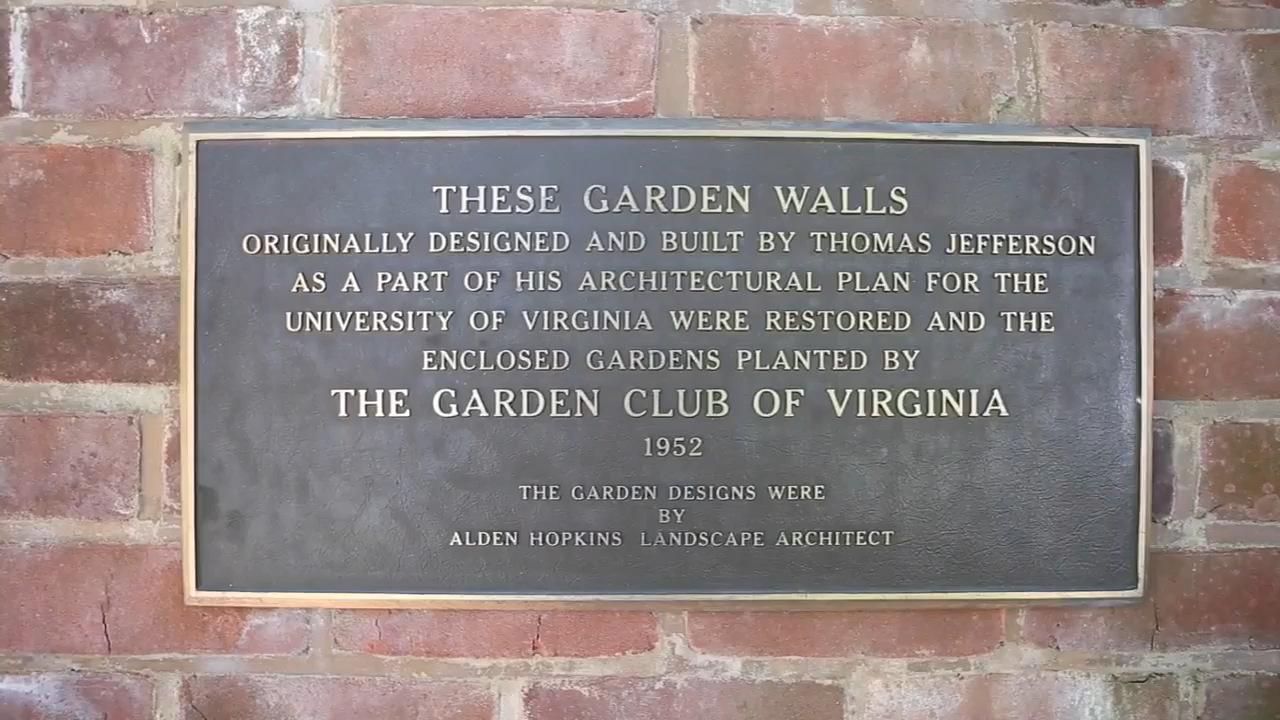 THESE GARDEN WALLS
ORIGINALLY DESIGNED AND BUILT BY THOMAS JEFFERSON
AS A PART OF HIS ARCHITECTURAL PLAN FOR THE
UNIVERSITY OF VIRGINIA WERE RESTORED AND THE
ENCLOSED GARDENS PLANTED BY
THE GARDEN CLUB OF VIRGINIA
1952
THE GARDEN DESIGNS WERE
BY
ALDEN HOPKINS LANDSCAPE ARCHITECT